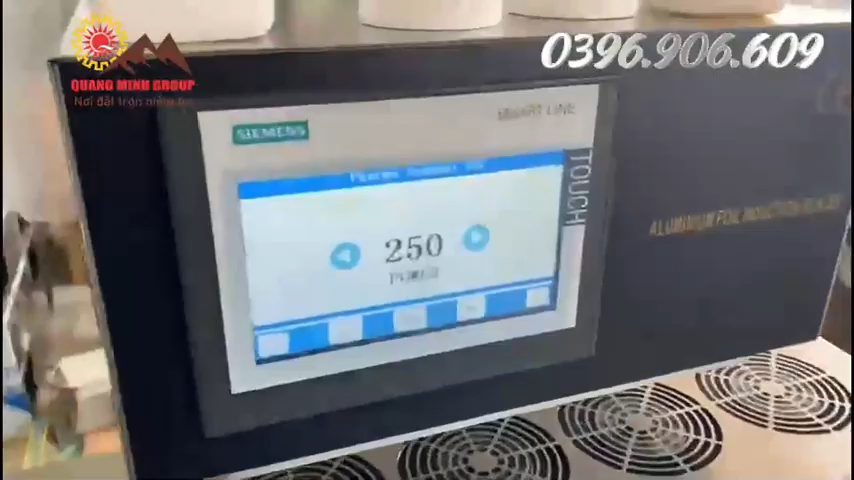 QUANG MINH GROUP
Nơi đặt trọn niềm tin
0396.906.609
SIEMENS
SMART LINE
TOUCH
250
POWER
ALUMINUM FOIL INDUCTION SEALER